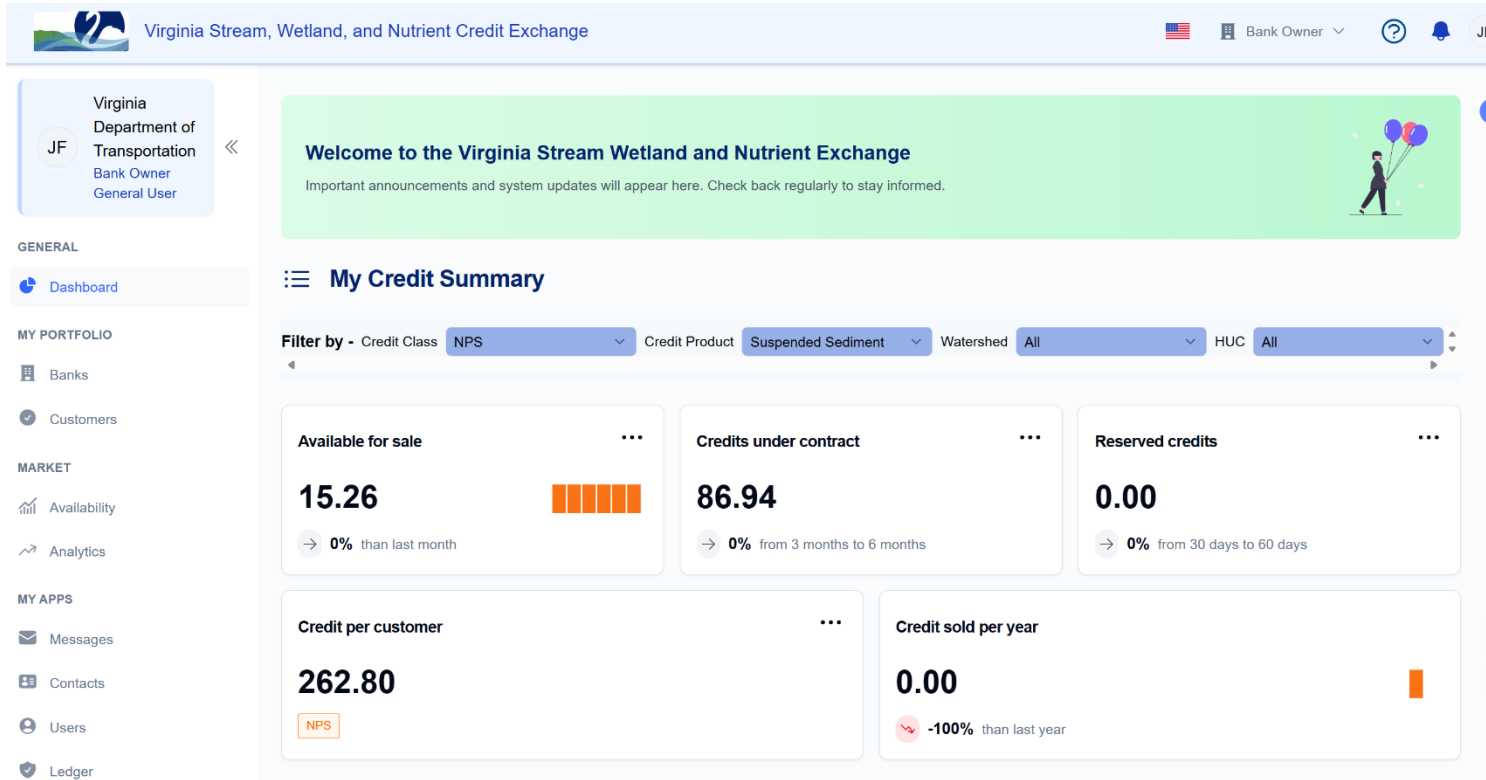 Virginia Stream, Wetland, and Nutrient Credit Exchange
Bank Owner
JF
Virginia
Department of
Transportation
Bank Owner
General User
GENERAL
Dashboard
MY PORTFOLIO
Banks
Customers
MARKET
Availability
Analytics
MY APPS
Messages
Contacts
Users
Ledger
Welcome to the Virginia Stream Wetland and Nutrient Exchange
Important announcements and system updates will appear here. Check back regularly to stay informed.
My Credit Summary
Filter by - Credit Class NPS Credit Product Suspended Sediment Watershed All HUC All
Available for sale
15.26
0% than last month
Credits under contract
86.94
0% from 3 months to 6 months
Reserved credits
0.00
0% from 30 days to 60 days
Credit per customer
262.80
NPS
Credit sold per year
0.00
-100% than last year